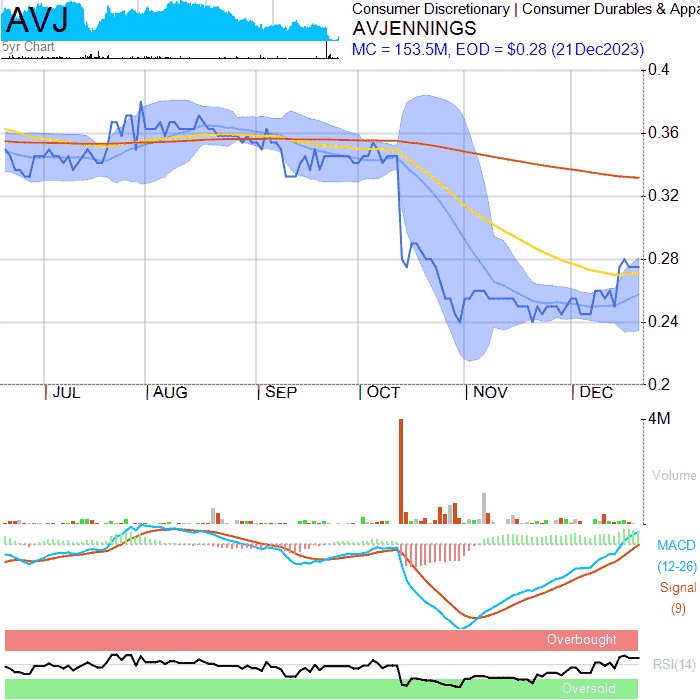 AVJ
5yr Chart
Consumer Discretionary | Consumer Durables & Appa
AVJENNINGS
MC = 153.5M, EOD = $0.28 (21Dec2023)
0.4
0.36
0.32
0.28
0.24
0.2
JUL AUG SEP OCT NOV DEC
4M
Volume
MACD
(12-26)
Signal
(9)
Overbought
RSI(14)
Oversold